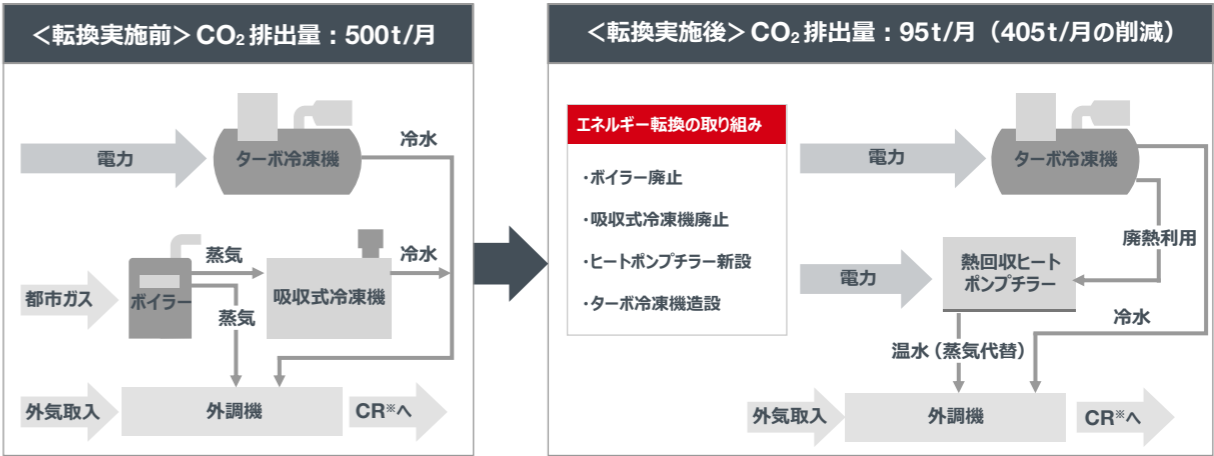 <転換実施前>CO₂排出量：500t/月
電力
ターボ冷凍機
冷水
都市ガス
ボイラー
蒸気
蒸気
吸収式冷凍機
冷水
外気取入
外調機
CR※へ
<転換実施後>CO₂排出量：95t/月（405t/月の削減）
エネルギー転換の取り組み
・ボイラー廃止
・吸収式冷凍機廃止
・ヒートポンプチラー新設
・ターボ冷凍機造設
電力
ターボ冷凍機
廃熱利用
電力
熱回収ヒート
ポンプチラー
冷水
温水（蒸気代替）
外気取入
外調機
CR※へ